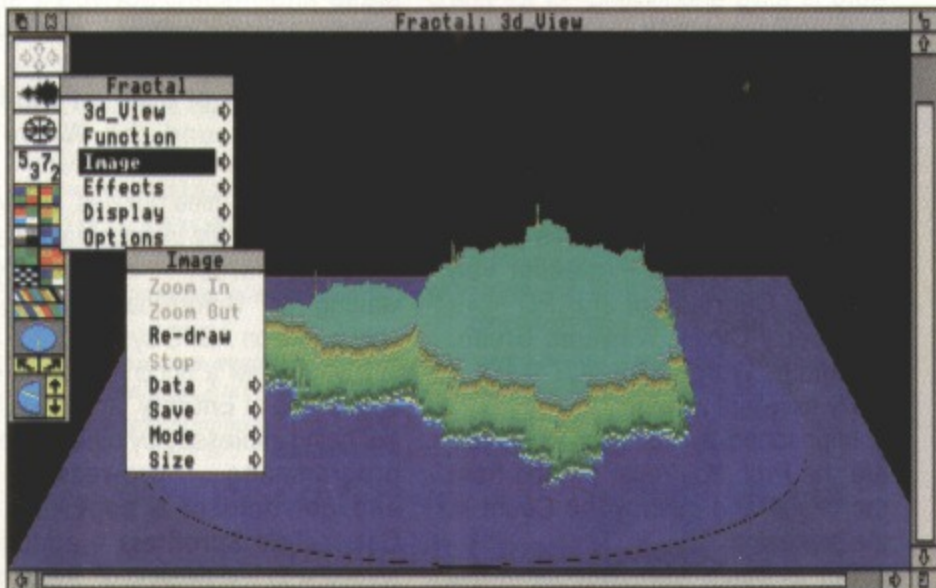 Fractal: 3d_View
Fractal
3d_View
Function
5372
Image
Effects
Display
Options
Image
Zoom In
Zoom Out
Re-draw
Stop
Data
Save
Mode
Size